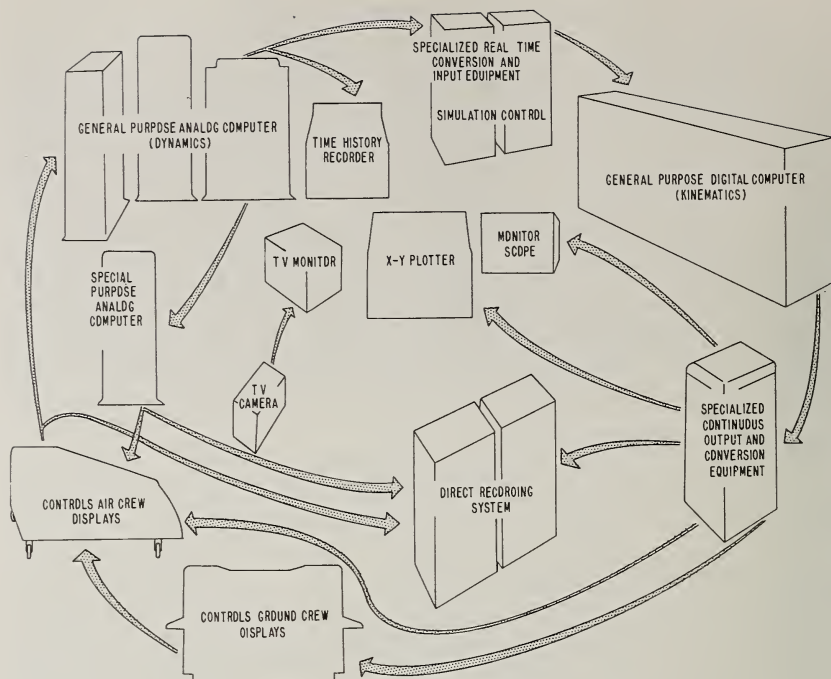 SPECIALIZED REAL TIME
CONVERSION AND
INPUT EQUIPMENT
SIMULATION CONTROL
GENERAL PURPOSE ANALOG COMPUTER
(DYNAMICS)
TIME HISTORY
RECORDER
GENERAL PURPOSE DIGITAL COMPUTER
(KINEMATICS)
SPECIAL
PURPOSE
ANALOG
COMPUTER
TV MONITOR
X-Y PLOTTER
MONITOR
SCOPE
TV
CAMERA
SPECIALIZED
CONTINUOUS
OUTPUT AND
CONVERSION
EQUIPMENT
CONTROLS AIR CREW
DISPLAYS
DIRECT RECORDING
SYSTEM
CONTROLS GROUND CREW
DISPLAYS